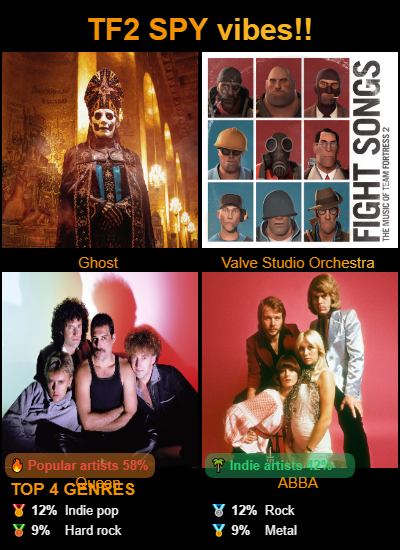 TF2 SPY vibes!!
FIGHT SONGS
THE MUSIC OF TEAM FORTRESS 2
Ghost
Valve Studio Orchestra
Popular artists 58%
Indie artists 42%
Queen
ABBA
TOP 4 GENRES
12% Indie pop
12% Rock
9% Hard rock
9% Metal